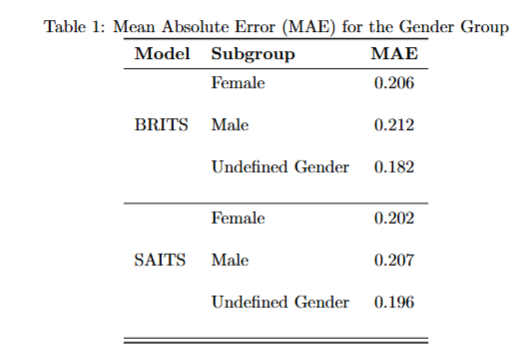 Table 1: Mean Absolute Error (MAE) for the Gender Group
Model Subgroup MAE
Female 0.206
BRITS Male 0.212
Undefined Gender 0.182
Female 0.202
SAITS Male 0.207
Undefined Gender 0.196